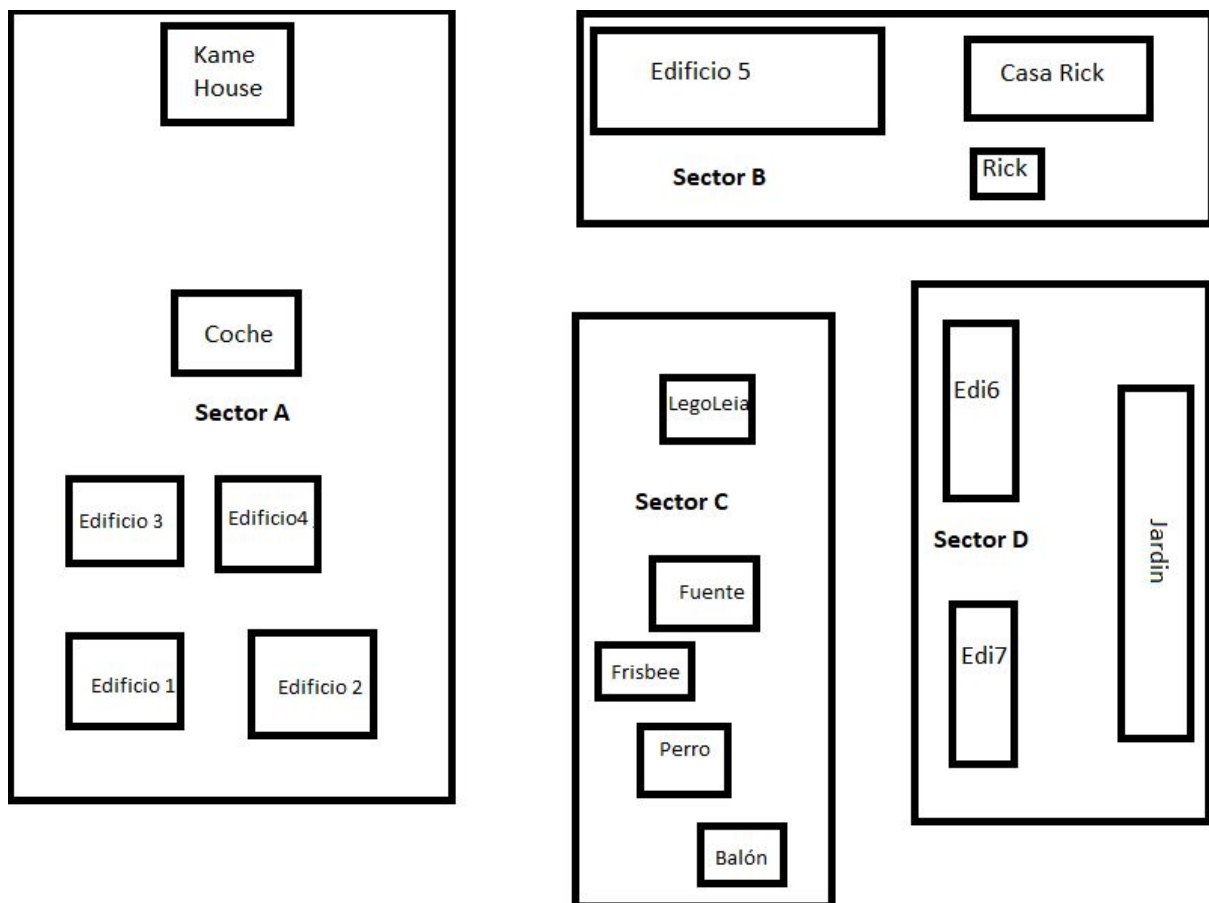 Kame
House
Coche
Sector A
Edificio 3
Edificio4
Edificio 1
Edificio 2
Edificio 5
Casa Rick
Sector B
Rick
LegoLeia
Sector C
Fuente
Frisbee
Perro
Balón
Edi6
Sector D
Jardin
Edi7